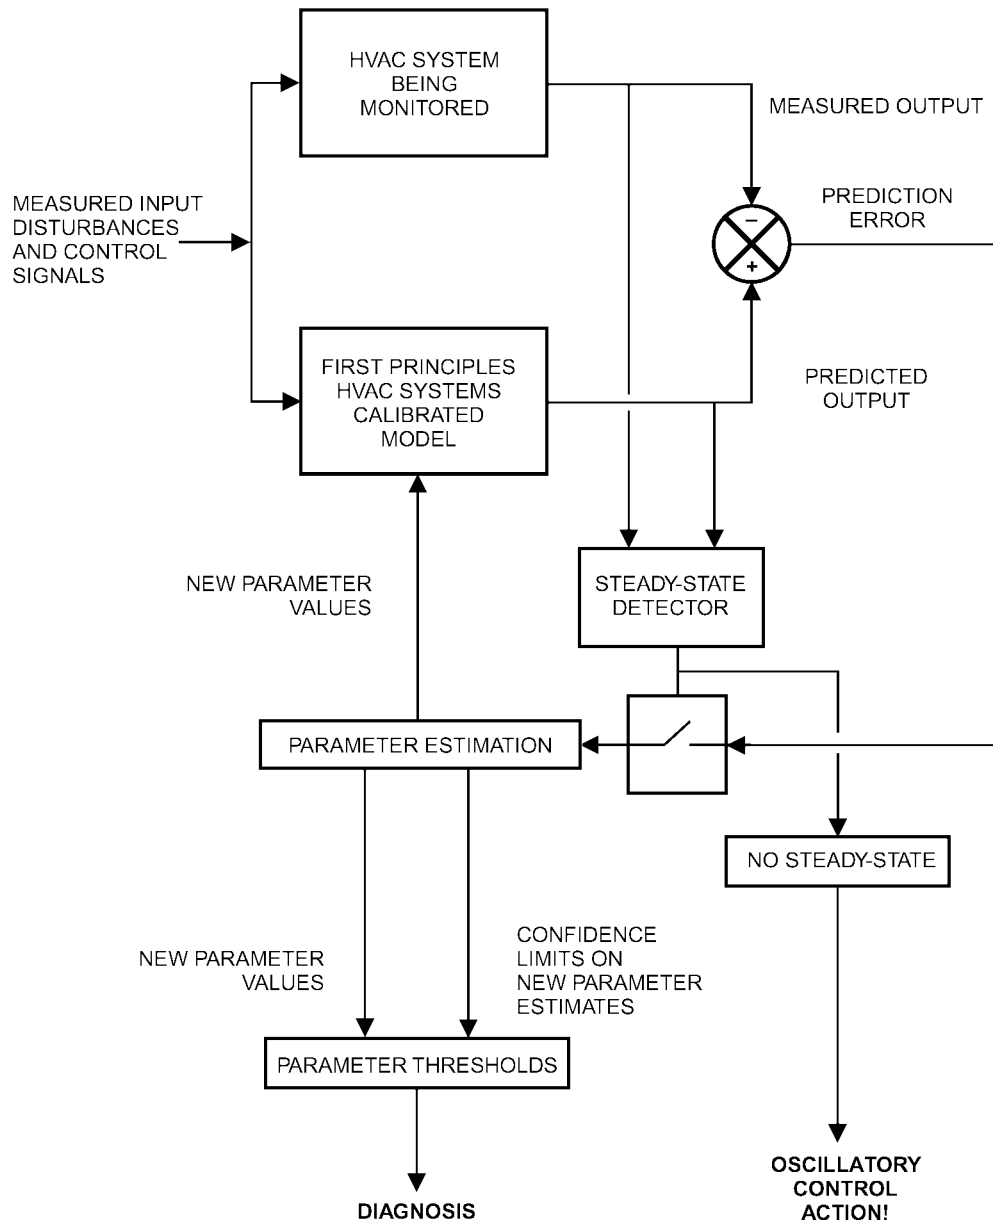 HVAC SYSTEM
BEING
MONITORED
MEASURED OUTPUT
MEASURED INPUT
DISTURBANCES
AND CONTROL
SIGNALS
PREDICTION
ERROR
−
+
FIRST PRINCIPLES
HVAC SYSTEMS
CALIBRATED
MODEL
PREDICTED
OUTPUT
NEW PARAMETER
VALUES
STEADY-STATE
DETECTOR
PARAMETER ESTIMATION
NO STEADY-STATE
NEW PARAMETER
VALUES
CONFIDENCE
LIMITS ON
NEW PARAMETER
ESTIMATES
PARAMETER THRESHOLDS
DIAGNOSIS
OSCILLATORY
CONTROL
ACTION!